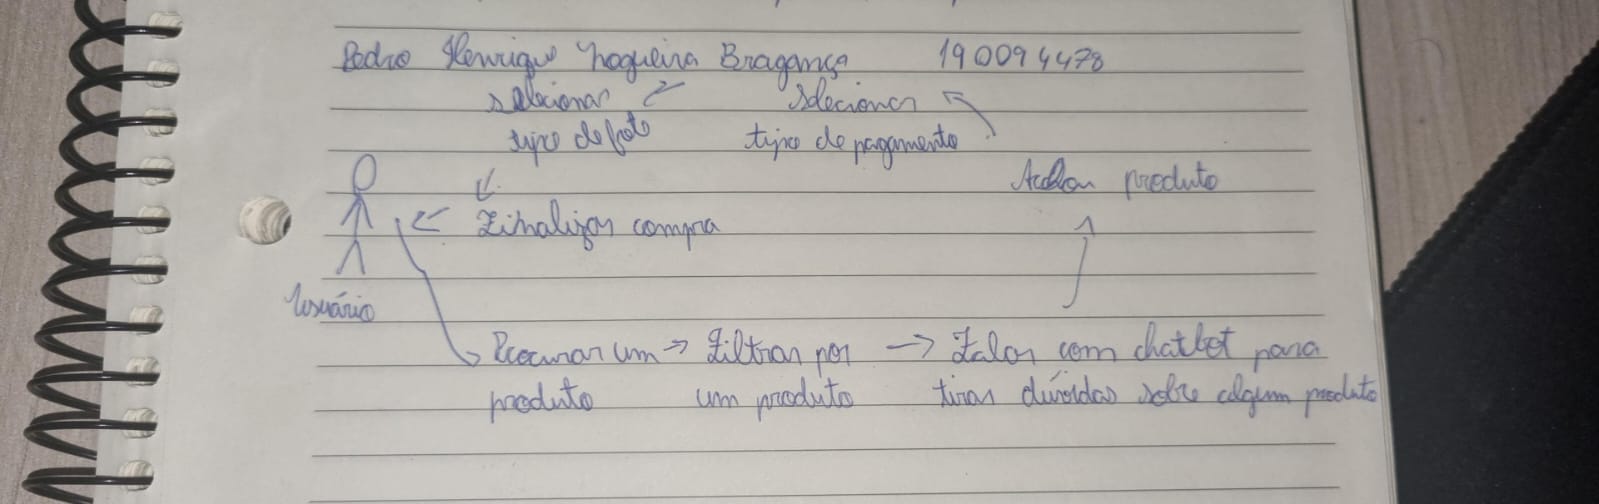 Pedro Henrique Nogueira Bragança 190094478
selecionar selecionar
tipo de frete tipo de pagamento
Achar produto
Finalizar compra
Usuário
Procurar um Filtrar por Falar com chatbot para
produto um produto tirar dúvidas sobre algum produto